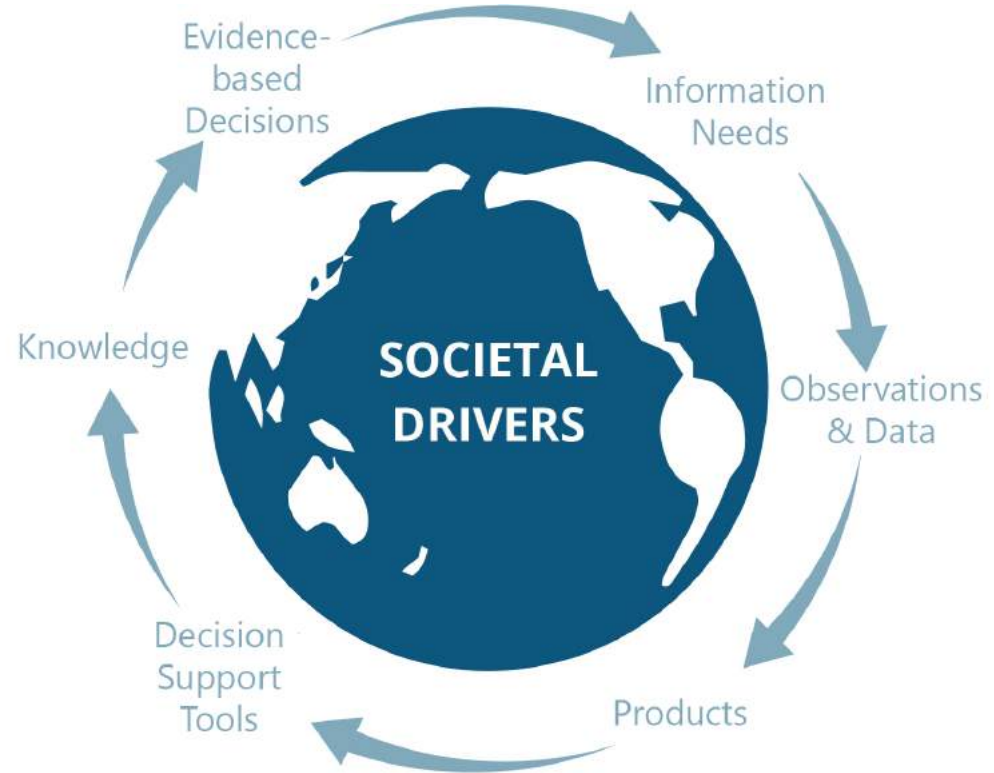 Evidence-
based
Decisions
Information
Needs
Knowledge
SOCIETAL
DRIVERS
Observations
& Data
Decision
Support
Tools
Products